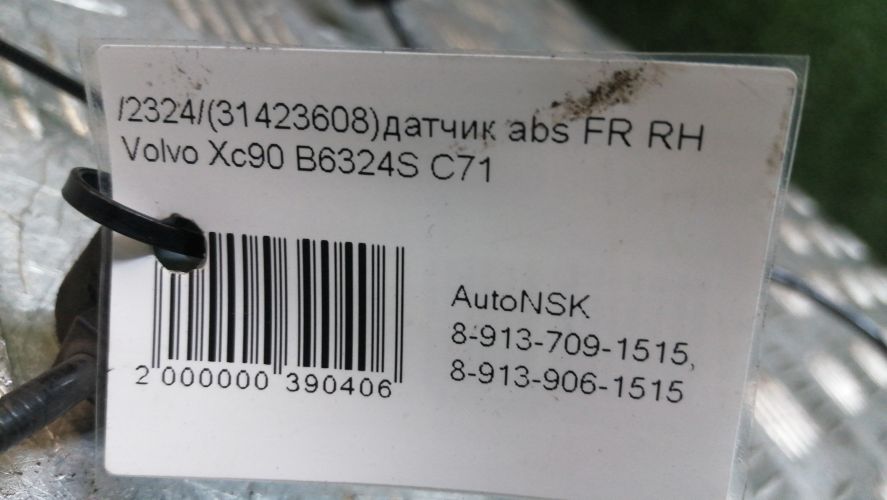 /2324/(31423608)датчик abs FR RH
Volvo Xc90 B6324S C71
AutoNSK
8-913-709-1515,
8-913-906-1515
2 000000 390406